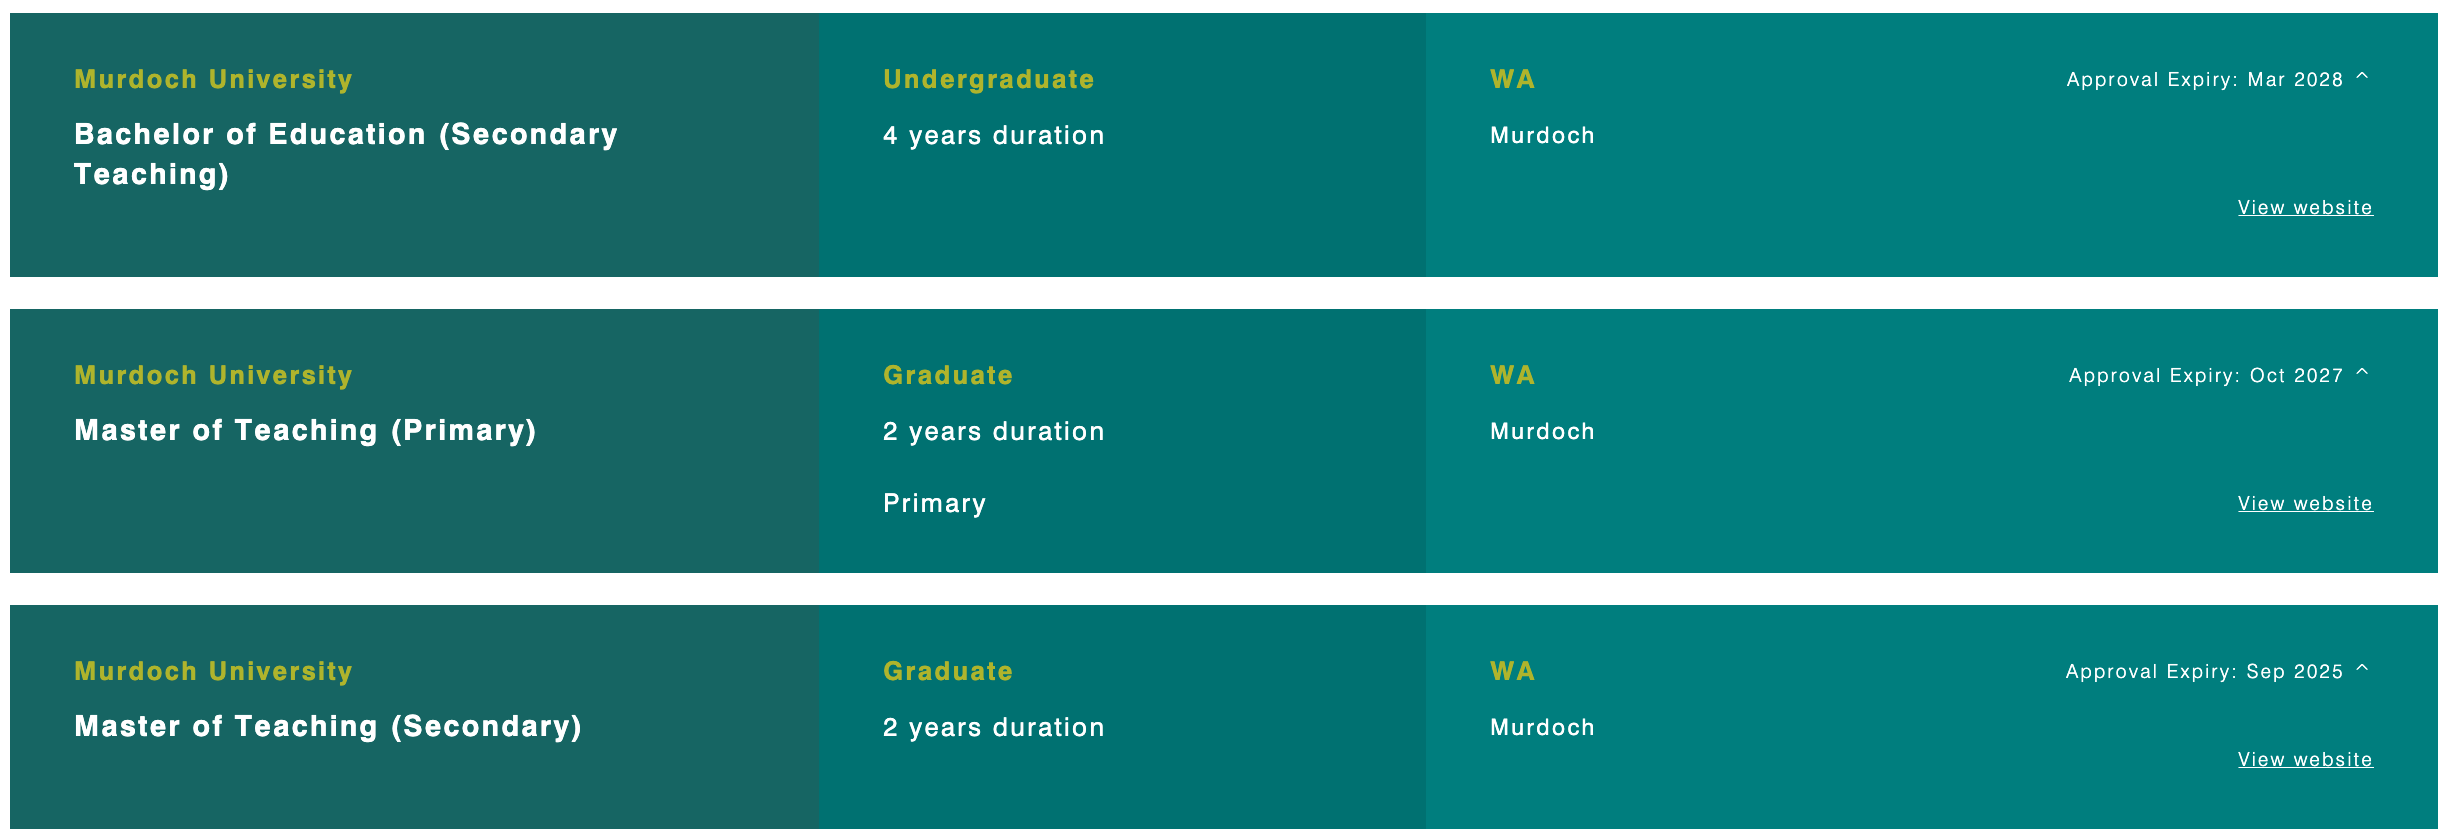 Murdoch University
Bachelor of Education (Secondary
Teaching)
Undergraduate
4 years duration
WA
Murdoch
Approval Expiry: Mar 2028 ^
View website
Murdoch University
Master of Teaching (Primary)
Graduate
2 years duration
Primary
WA
Murdoch
Approval Expiry: Oct 2027 ^
View website
Murdoch University
Master of Teaching (Secondary)
Graduate
2 years duration
WA
Murdoch
Approval Expiry: Sep 2025 ^
View website